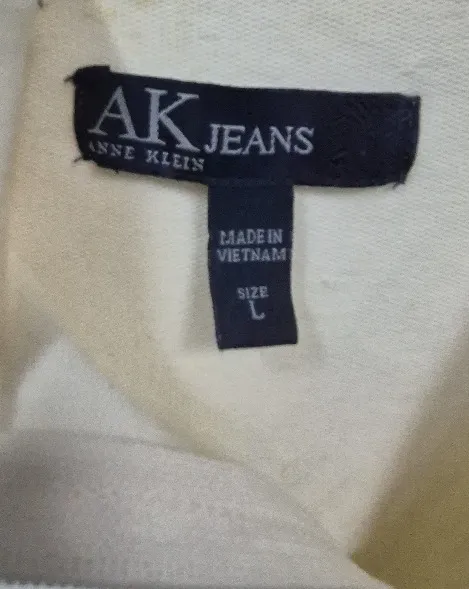 AK JEANS
ANNE KLEIN
MADE IN
VIETNAM
SIZE
L